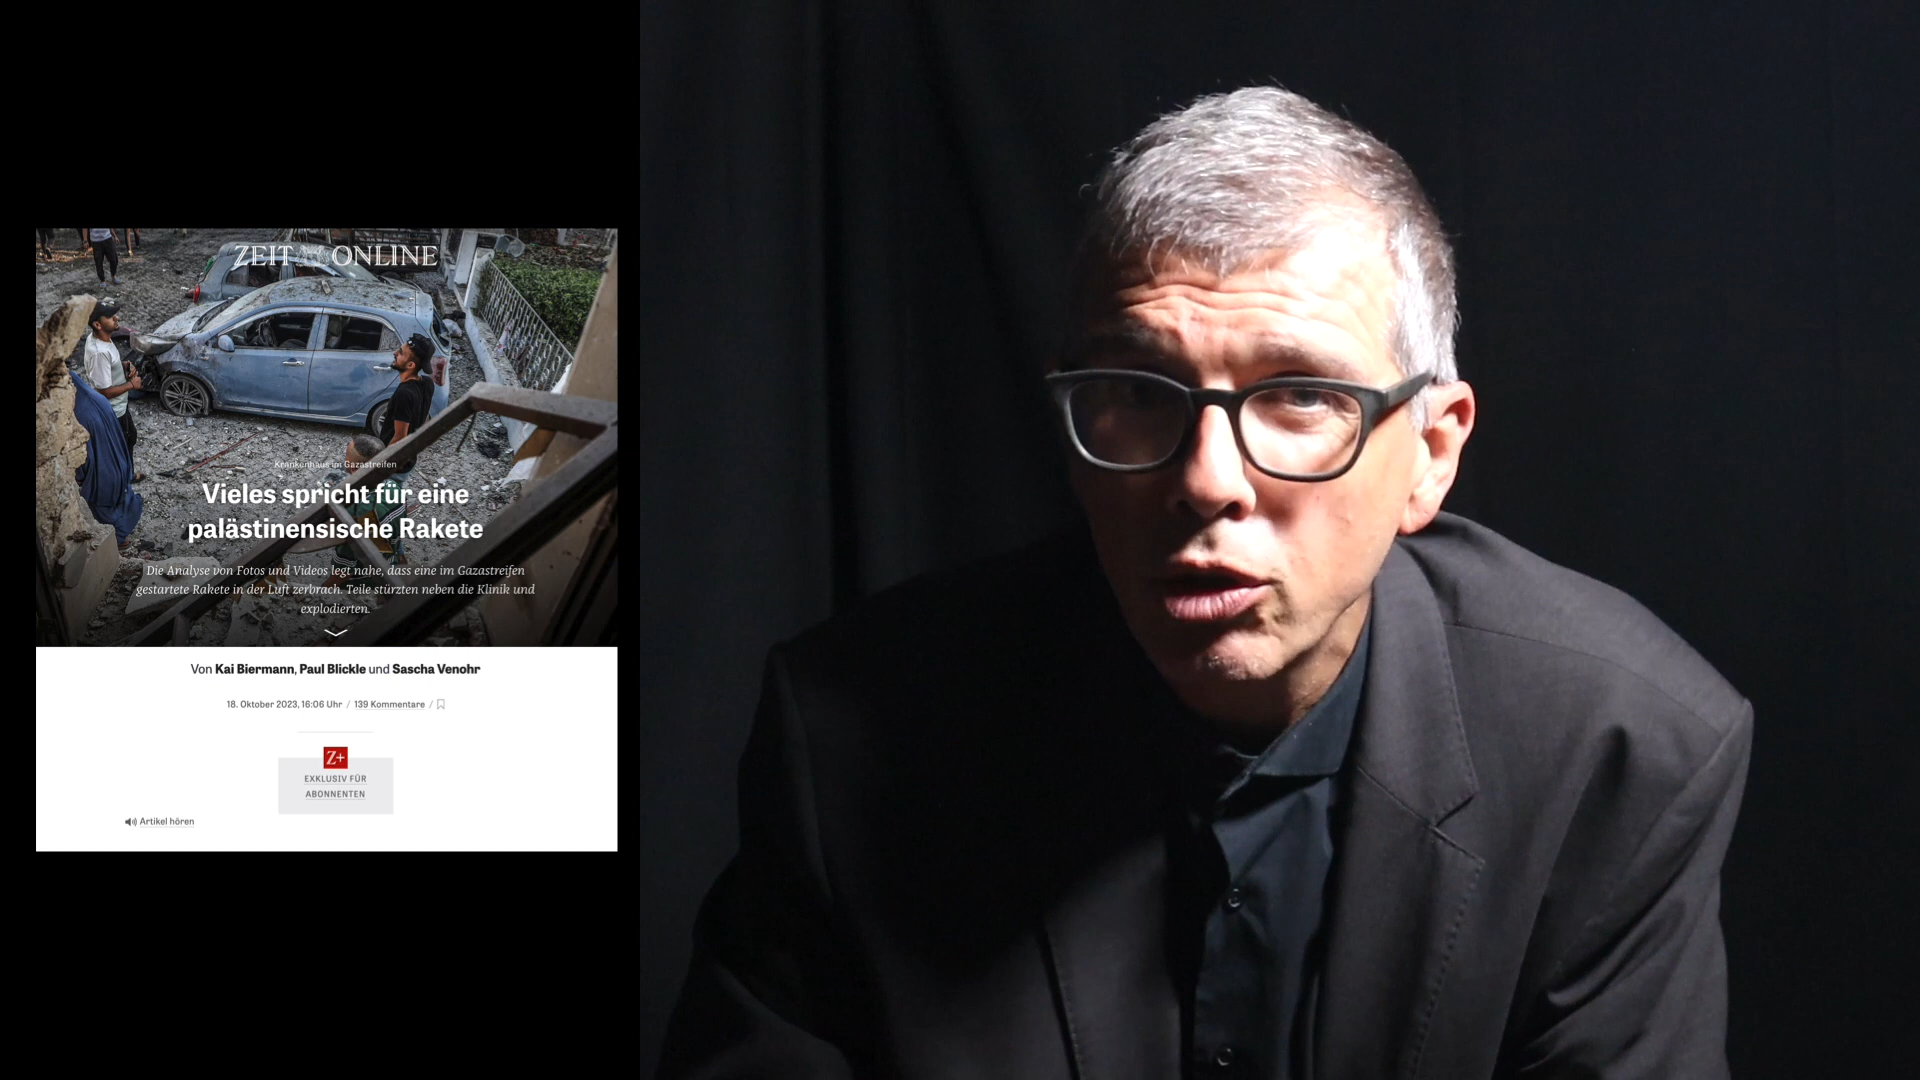 ZEIT ONLINE
Krankenhaus im Gazastreifen
Vieles spricht für eine
palästinensische Rakete
Die Analyse von Fotos und Videos legt nahe, dass eine im Gazastreifen
gestartete Rakete in der Luft zerbrach. Teile stürzten neben die Klinik und
explodierten.
Von Kai Biermann, Paul Blickle und Sascha Venohr
18. Oktober 2023, 16:06 Uhr / 139 Kommentare /
Z+
EXKLUSIV FÜR
ABONNENTEN
Artikel hören